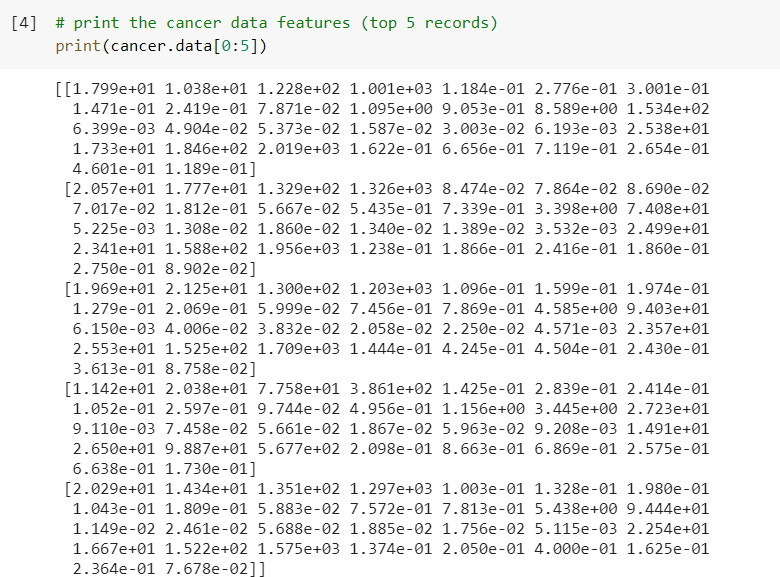 [4] # print the cancer data features (top 5 records)
print(cancer.data[0:5])
[[1.799e+01 1.038e+01 1.228e+02 1.001e+03 1.184e-01 2.776e-01 3.001e-01
1.471e-01 2.419e-01 7.871e-02 1.095e+00 9.053e-01 8.589e+00 1.534e+02
6.399e-03 4.904e-02 5.373e-02 1.587e-02 3.003e-02 6.193e-03 2.538e+01
1.733e+01 1.846e+02 2.019e+03 1.622e-01 6.656e-01 7.119e-01 2.654e-01
4.601e-01 1.189e-01]
[2.057e+01 1.777e+01 1.329e+02 1.326e+03 8.474e-02 7.864e-02 8.690e-02
7.017e-02 1.812e-01 5.667e-02 5.435e-01 7.339e-01 3.398e+00 7.408e+01
5.225e-03 1.308e-02 1.860e-02 1.340e-02 1.389e-02 3.532e-03 2.499e+01
2.341e+01 1.588e+02 1.956e+03 1.238e-01 1.866e-01 2.416e-01 1.860e-01
2.750e-01 8.902e-02]
[1.969e+01 2.125e+01 1.300e+02 1.203e+03 1.096e-01 1.599e-01 1.974e-01
1.279e-01 2.069e-01 5.999e-02 7.456e-01 7.869e-01 4.585e+00 9.403e+01
6.150e-03 4.006e-02 3.832e-02 2.058e-02 2.250e-02 4.571e-03 2.357e+01
2.553e+01 1.525e+02 1.709e+03 1.444e-01 4.245e-01 4.504e-01 2.430e-01
3.613e-01 8.758e-02]
[1.142e+01 2.038e+01 7.758e+01 3.861e+02 1.425e-01 2.839e-01 2.414e-01
1.052e-01 2.597e-01 9.744e-02 4.956e-01 1.156e+00 3.445e+00 2.723e+01
9.110e-03 7.458e-02 5.661e-02 1.867e-02 5.963e-02 9.208e-03 1.491e+01
2.650e+01 9.887e+01 5.677e+02 2.098e-01 8.663e-01 6.869e-01 2.575e-01
6.638e-01 1.730e-01]
[2.029e+01 1.434e+01 1.351e+02 1.297e+03 1.003e-01 1.328e-01 1.980e-01
1.043e-01 1.809e-01 5.883e-02 7.572e-01 7.813e-01 5.438e+00 9.444e+01
1.149e-02 2.461e-02 5.688e-02 1.885e-02 1.756e-02 5.115e-03 2.254e+01
1.667e+01 1.522e+02 1.575e+03 1.374e-01 2.050e-01 4.000e-01 1.625e-01
2.364e-01 7.678e-02]]